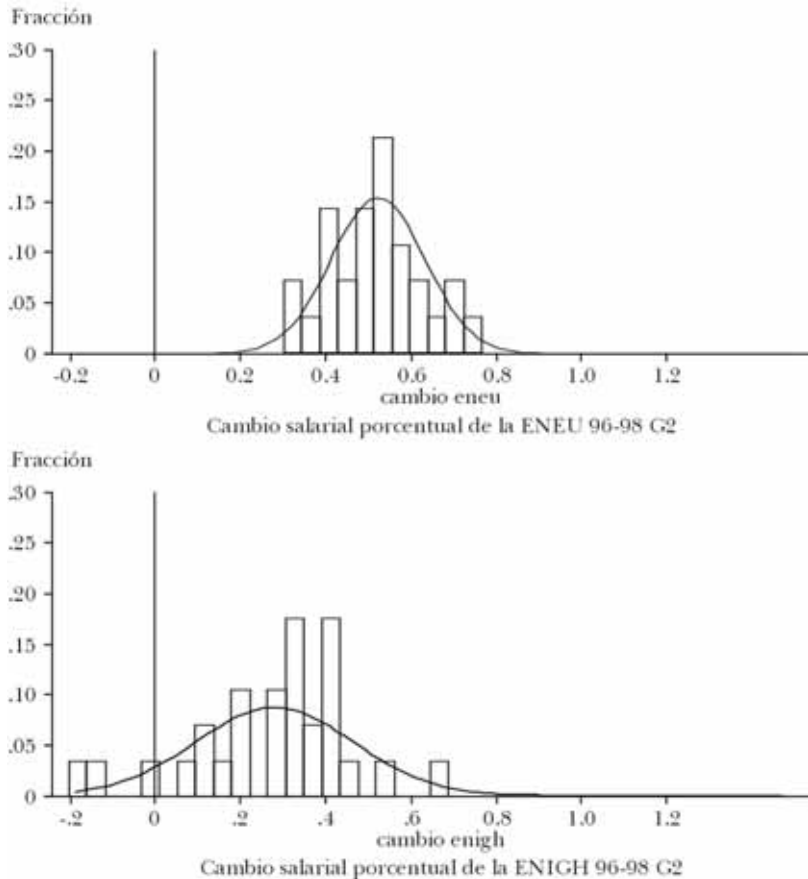 Fracción
.30
.25
.20
.15
.10
.05
0
-0.2 0 0.2 0.4 0.6 0.8 1.0 1.2
cambio eneu
Cambio salarial porcentual de la ENEU 96-98 G2
Fracción
.30
.25
.20
.15
.10
.05
0
-.2 0 .2 .4 .6 0.8 1.0 1.2
cambio enigh
Cambio salarial porcentual de la ENIGH 96-98 G2